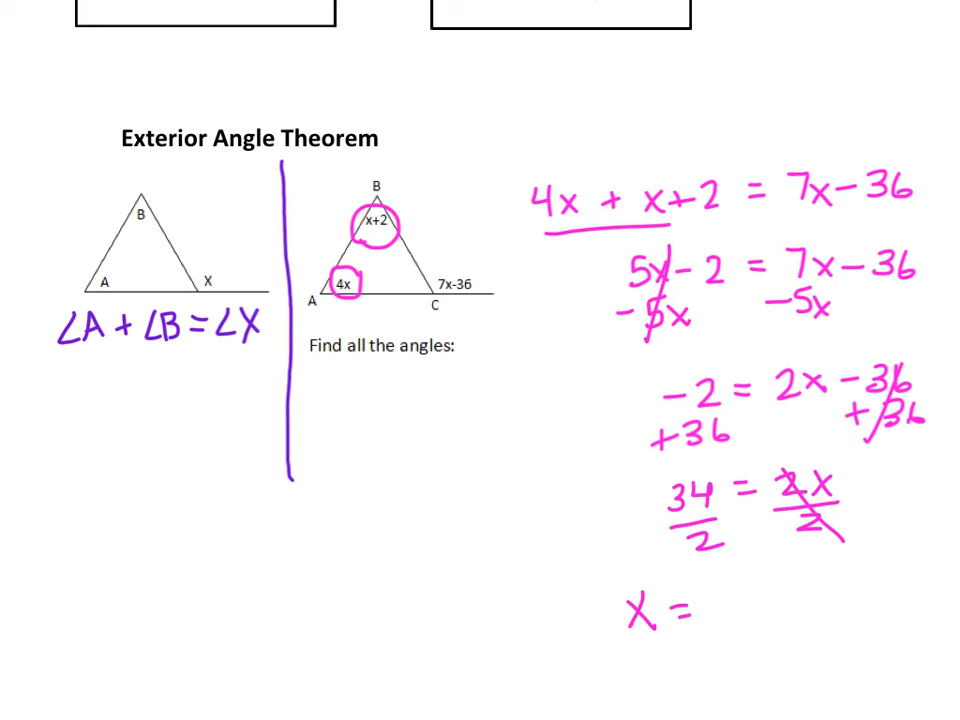 Exterior Angle Theorem
B
A
X
∠A + ∠B = ∠X
B
x+2
4x
7x-36
A
C
Find all the angles:
4x + x+2 = 7x-36
5x - 2 = 7x-36
-5x -5x
-2 = 2x -36
+36 +36
34 = 2x
2 2
x =